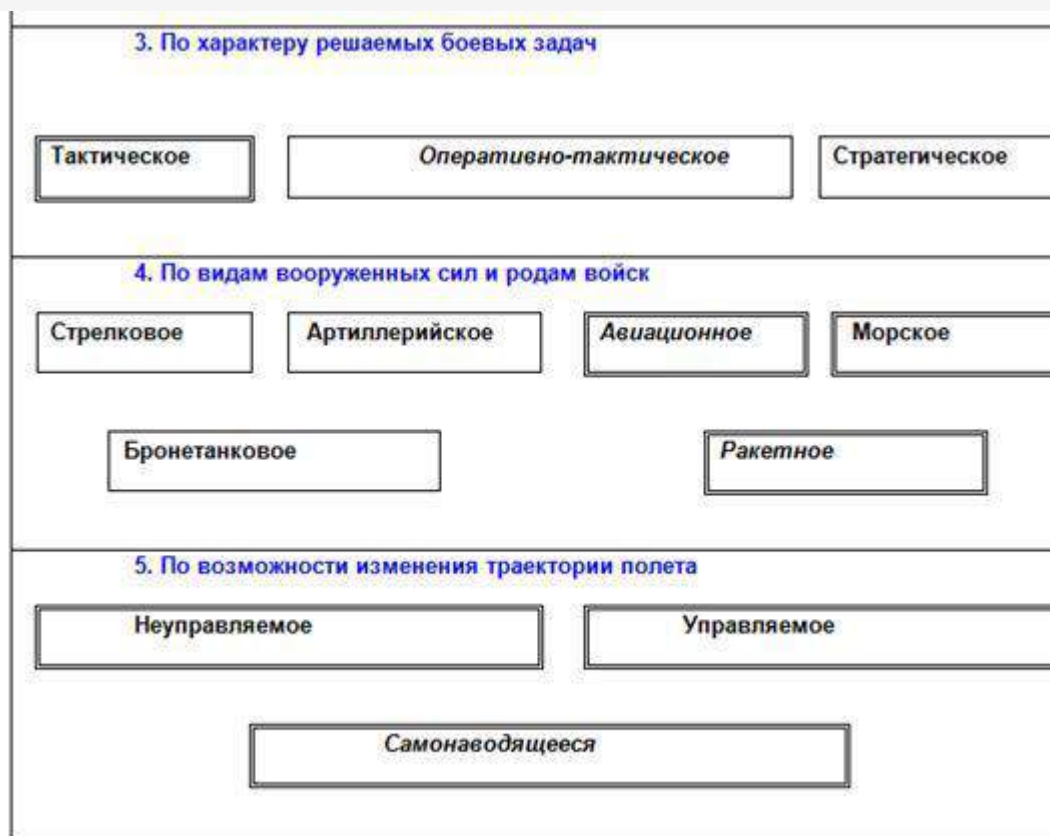 3. По характеру решаемых боевых задач
Тактическое
Оперативно-тактическое
Стратегическое
4. По видам вооруженных сил и родам войск
Стрелковое
Артиллерийское
Авиационное
Морское
Бронетанковое
Ракетное
5. По возможности изменения траектории полета
Неуправляемое
Управляемое
Самонаводящееся